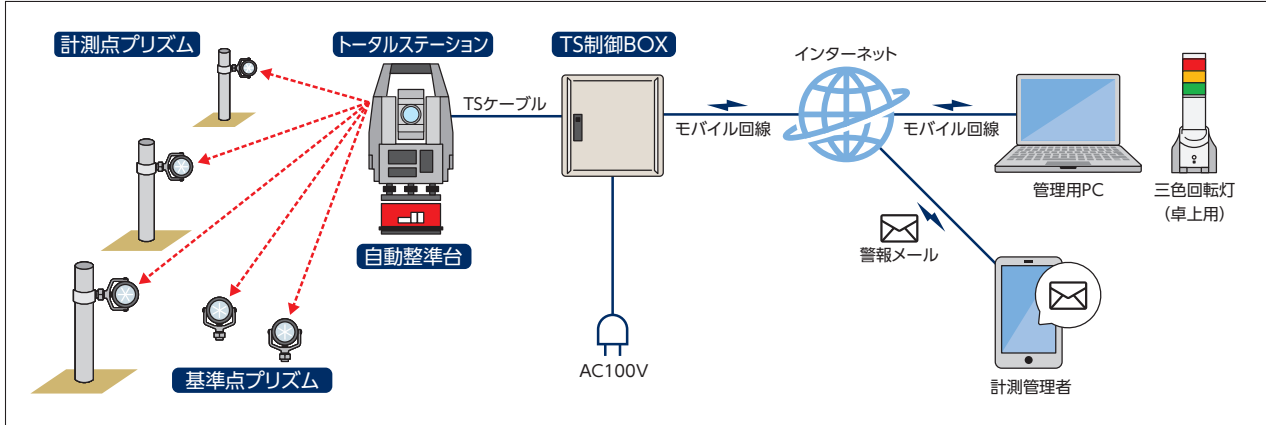 計測点プリズム
トータルステーション
TS制御BOX
インターネット
TSケーブル
モバイル回線
モバイル回線
管理用PC
三色回転灯
(卓上用)
自動整準台
警報メール
基準点プリズム
AC100V
計測管理者